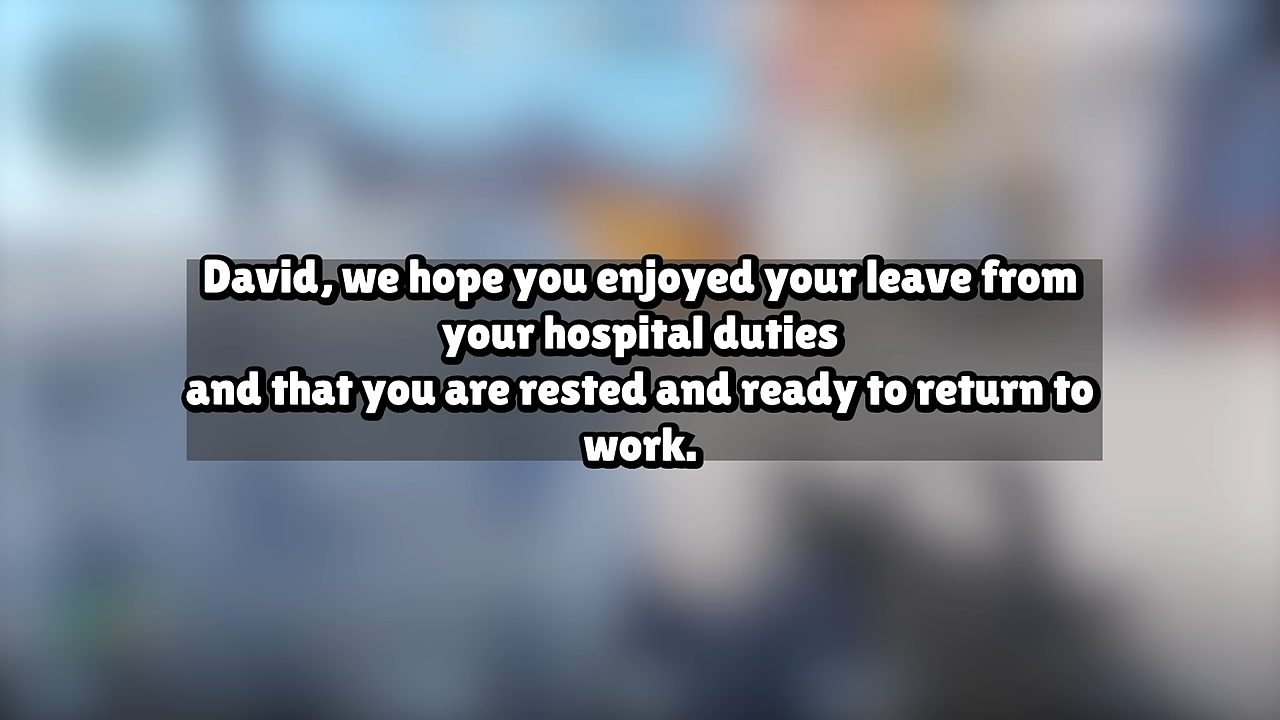 David, we hope you enjoyed your leave from
your hospital duties
and that you are rested and ready to return to
work.